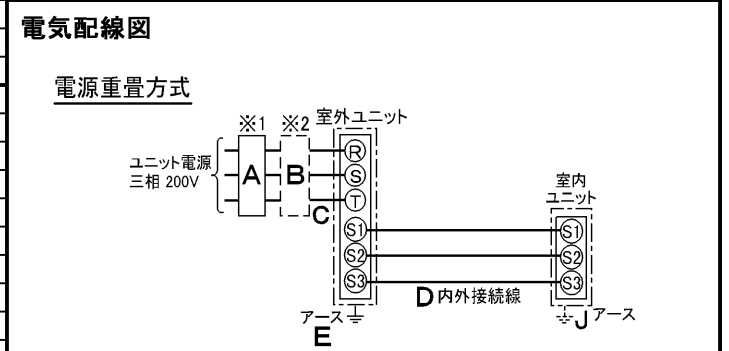 電気配線図
電源重畳方式
※1 ※2 室外ユニット
ユニット電源
三相 200V
A B C
R
S
T
S1
S2
S3
室内
ユニット
S1
S2
S3
D 内外接続線
アース
E
J アース